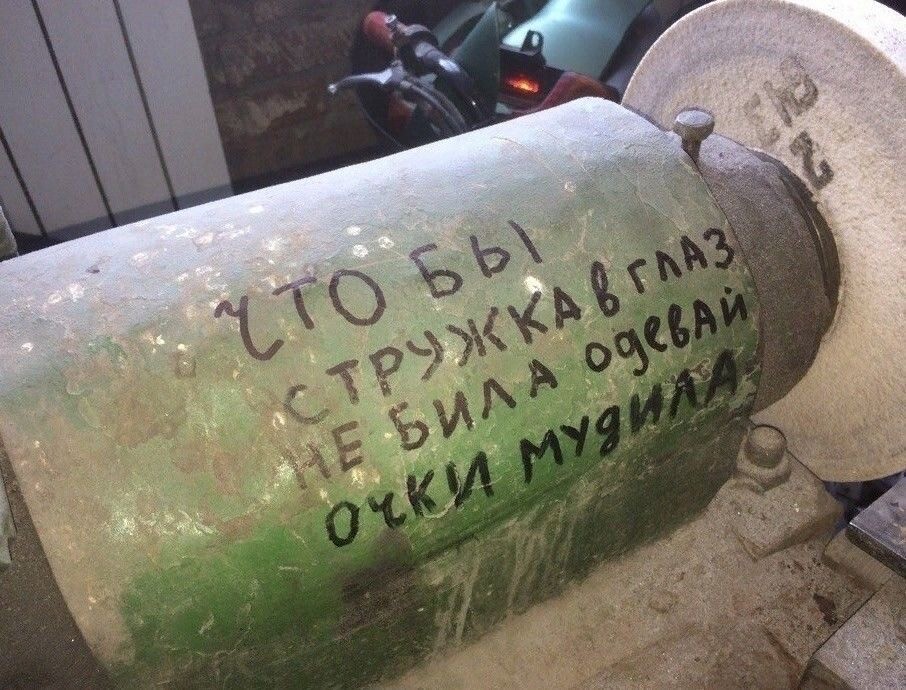 ЧТО БЫ
СТРУЖКА В ГЛАЗ
НЕ БИЛА ОДЕВАЙ
ОЧКИ МУДИЛА